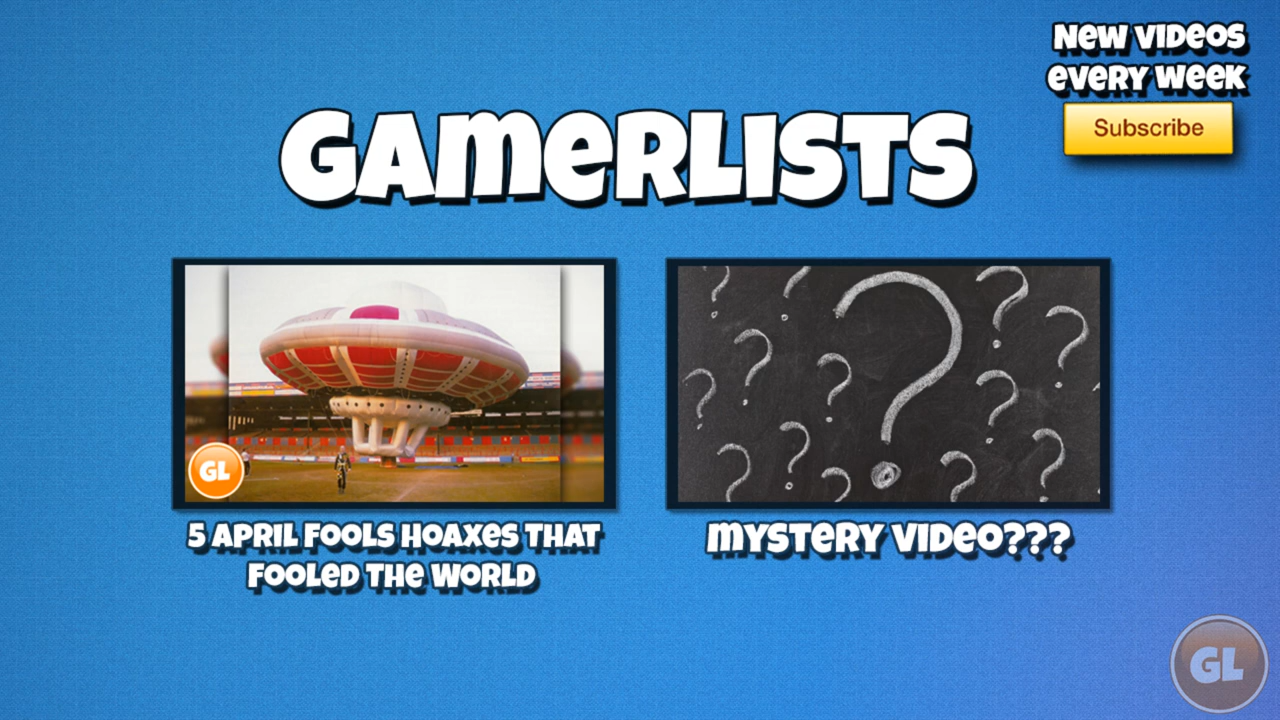 NEW VIDEOS
EVERY WEEK
Subscribe
GAMERLISTS
GL
5 APRIL FOOLS HOAXES THAT
FOOLED THE WORLD
MYSTERY VIDEO???
GL